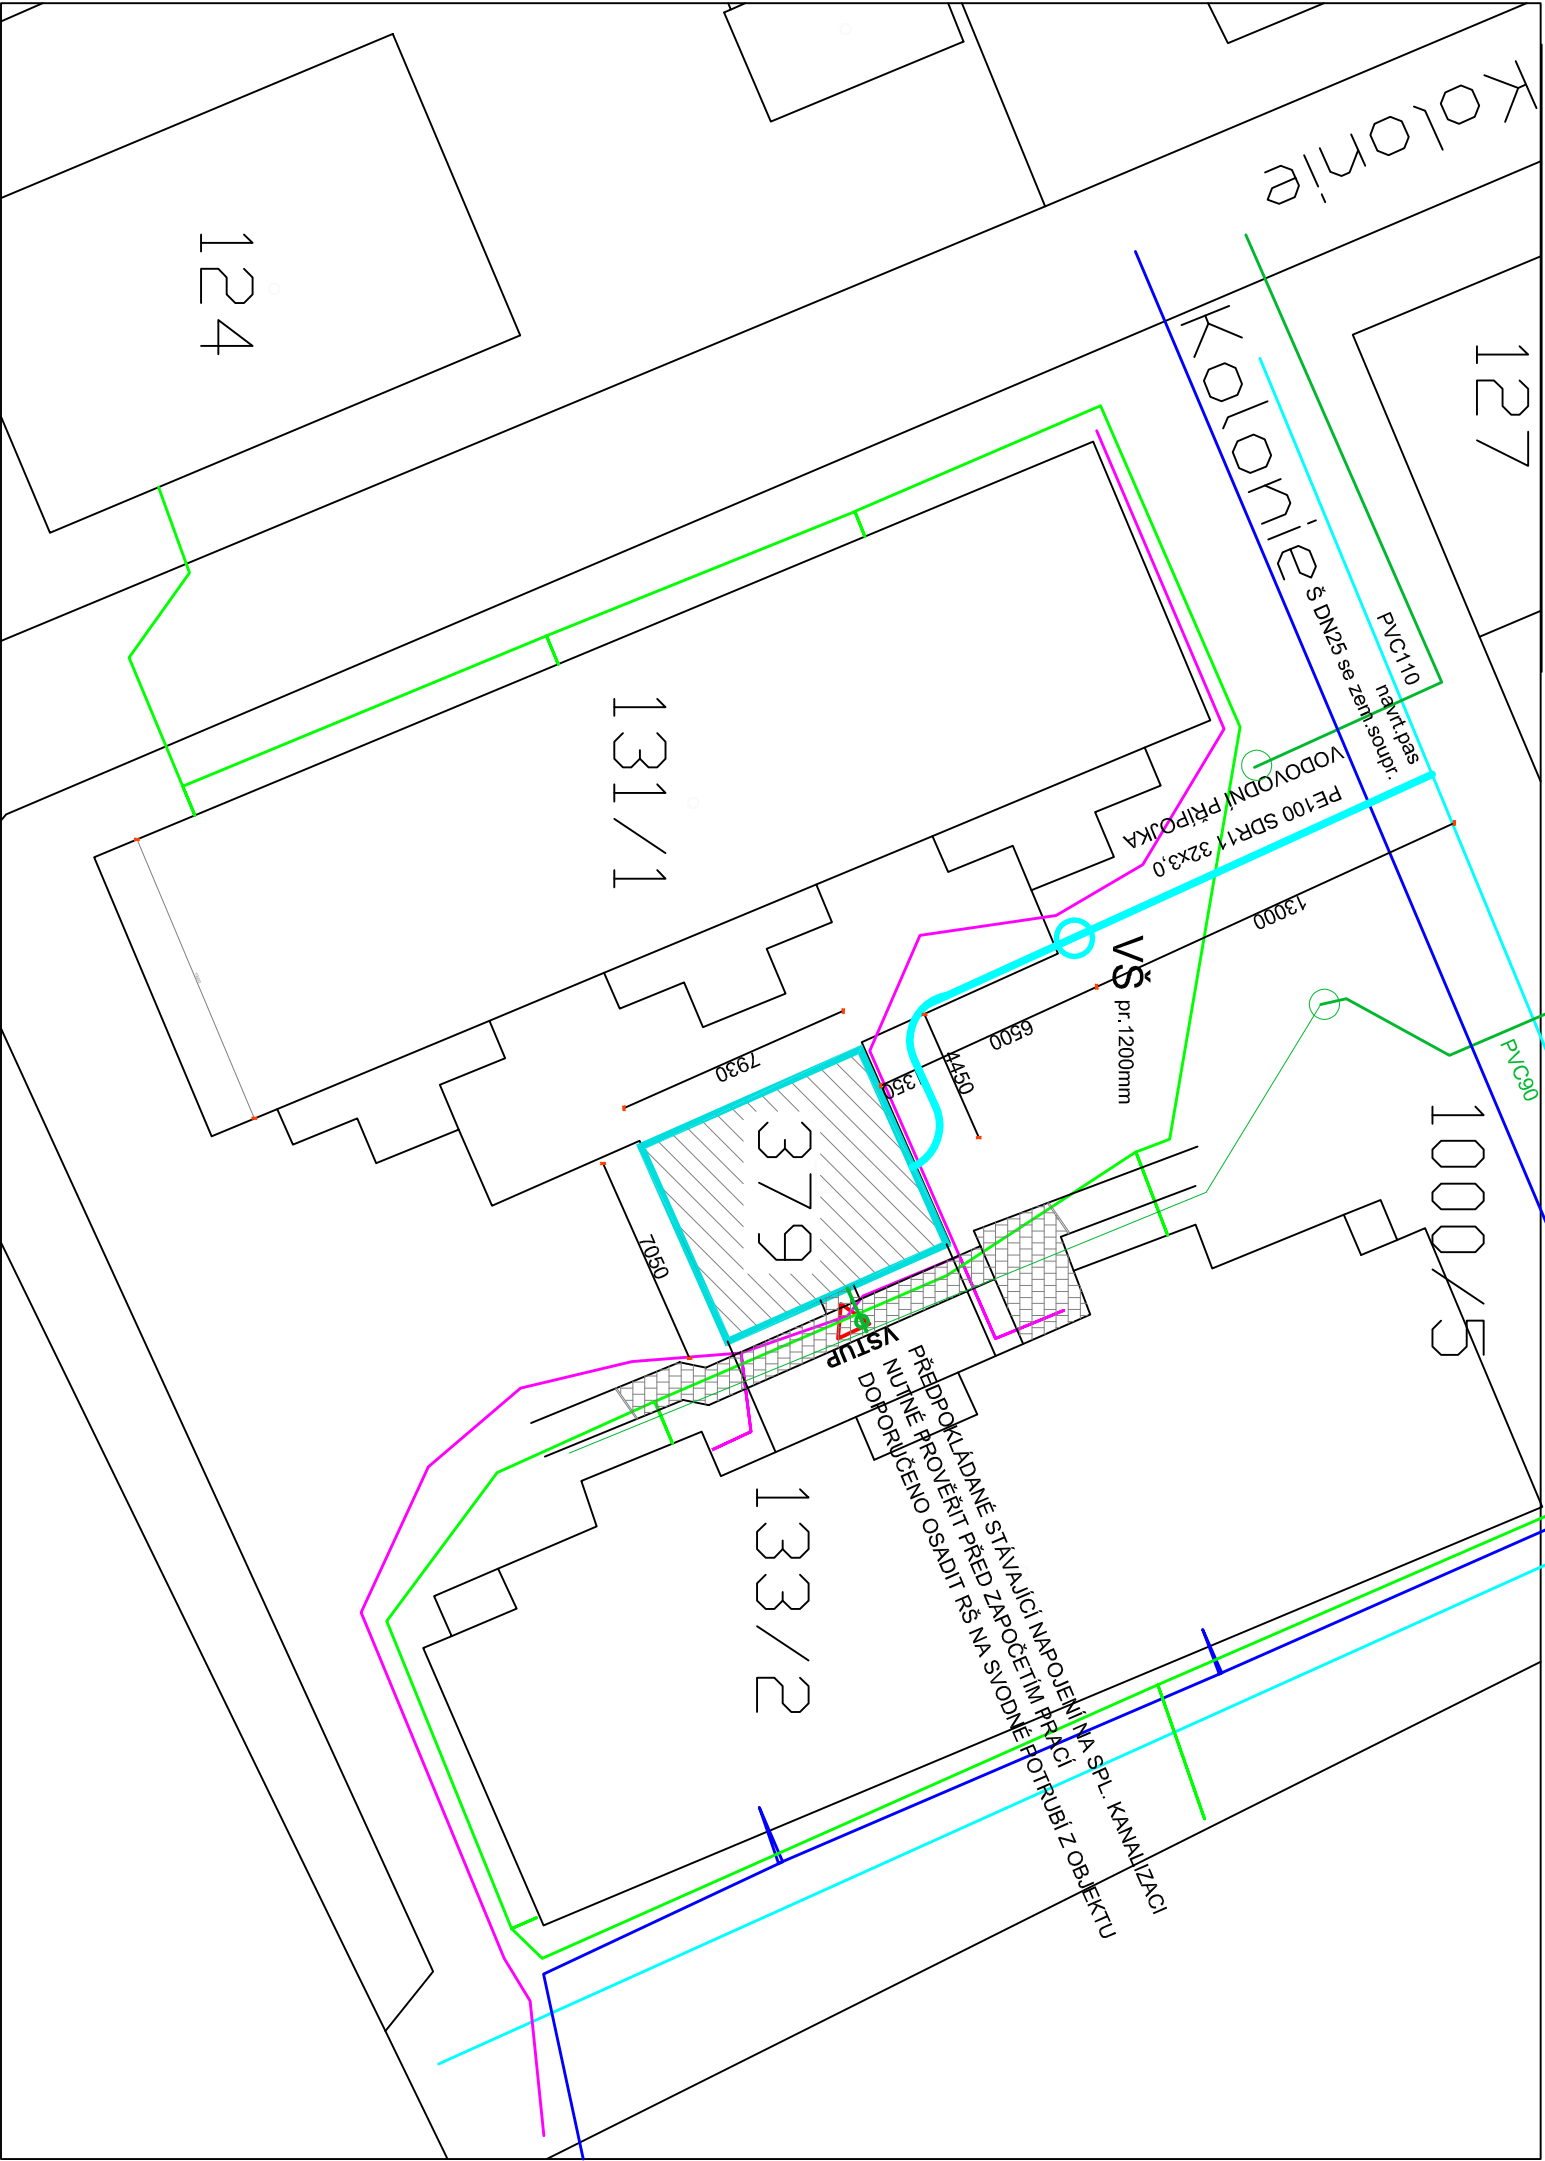 Kolonie
124
127
Kolonie
Š DN25 se zem.soupr.
navrt.pas
PVC110
VODOVODNÍ PŘÍPOJKA
PE100 SDR11 32x3,0
131/1
13000
VŠ
pr.1200mm
6500
4450
350
7930
PVC90
1000/5
379
7050
VSTUP
PŘEDPOKLÁDANÉ STÁVAJÍCÍ NAPOJENÍ NA SPL. KANALIZACI
NUTNÉ PROVĚŘIT PŘED ZAPOČETÍM PRACÍ
DOPORUČENO OSADIT RŠ NA SVODNÉ POTRUBÍ Z OBJEKTU
133/2